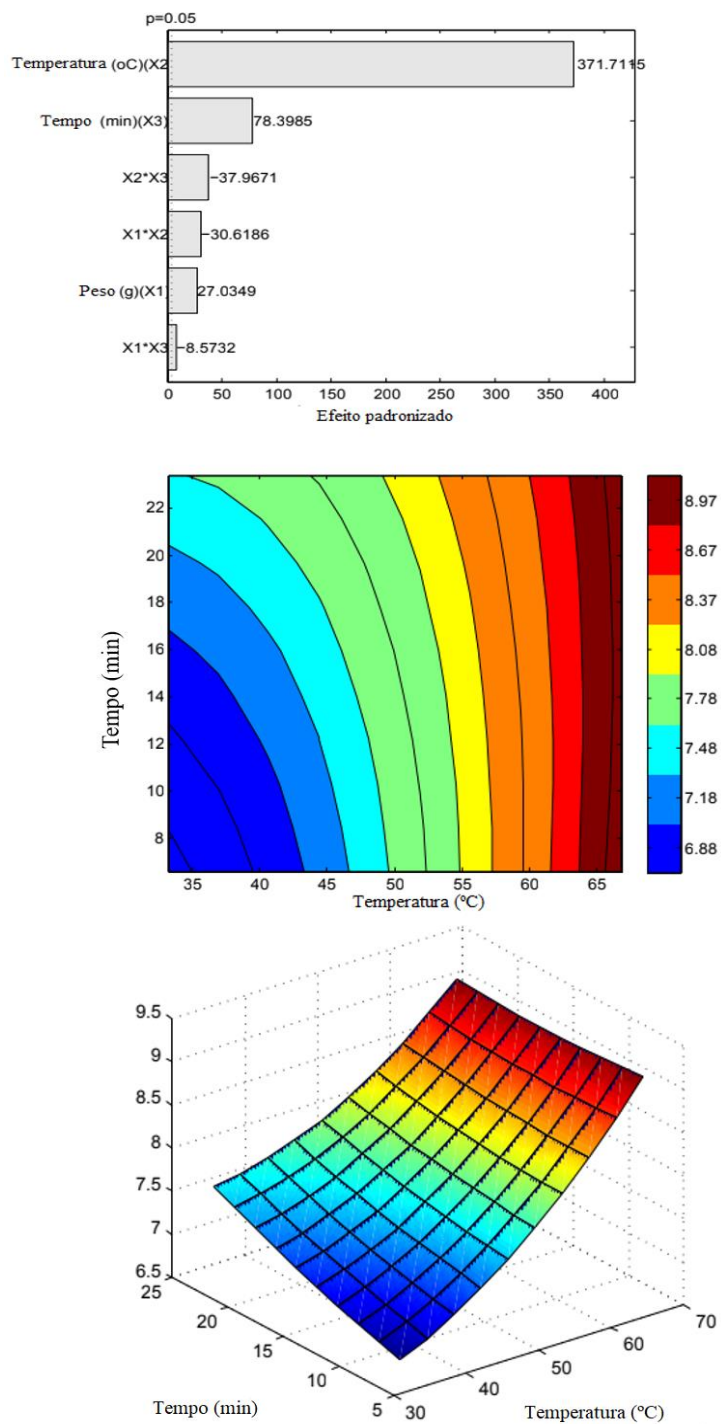 p=0.05
Temperatura (oC)(X2
371.7115
Tempo (min)(X3)
78.3985
X2*X3
-37.9671
X1*X2
-30.6186
Peso (g)(X1)
27.0349
X1*X3
-8.5732
0 50 100 150 200 250 300 350 400
Efeito padronizado
22
20
18
16
14
12
10
8
Tempo (min)
35 40 45 50 55 60 65
Temperatura (ºC)
8.97
8.67
8.37
8.08
7.78
7.48
7.18
6.88
9.5
9
8.5
8
7.5
7
6.5
25
20
15
10
5
30
40
50
60
70
Tempo (min)
Temperatura (ºC)